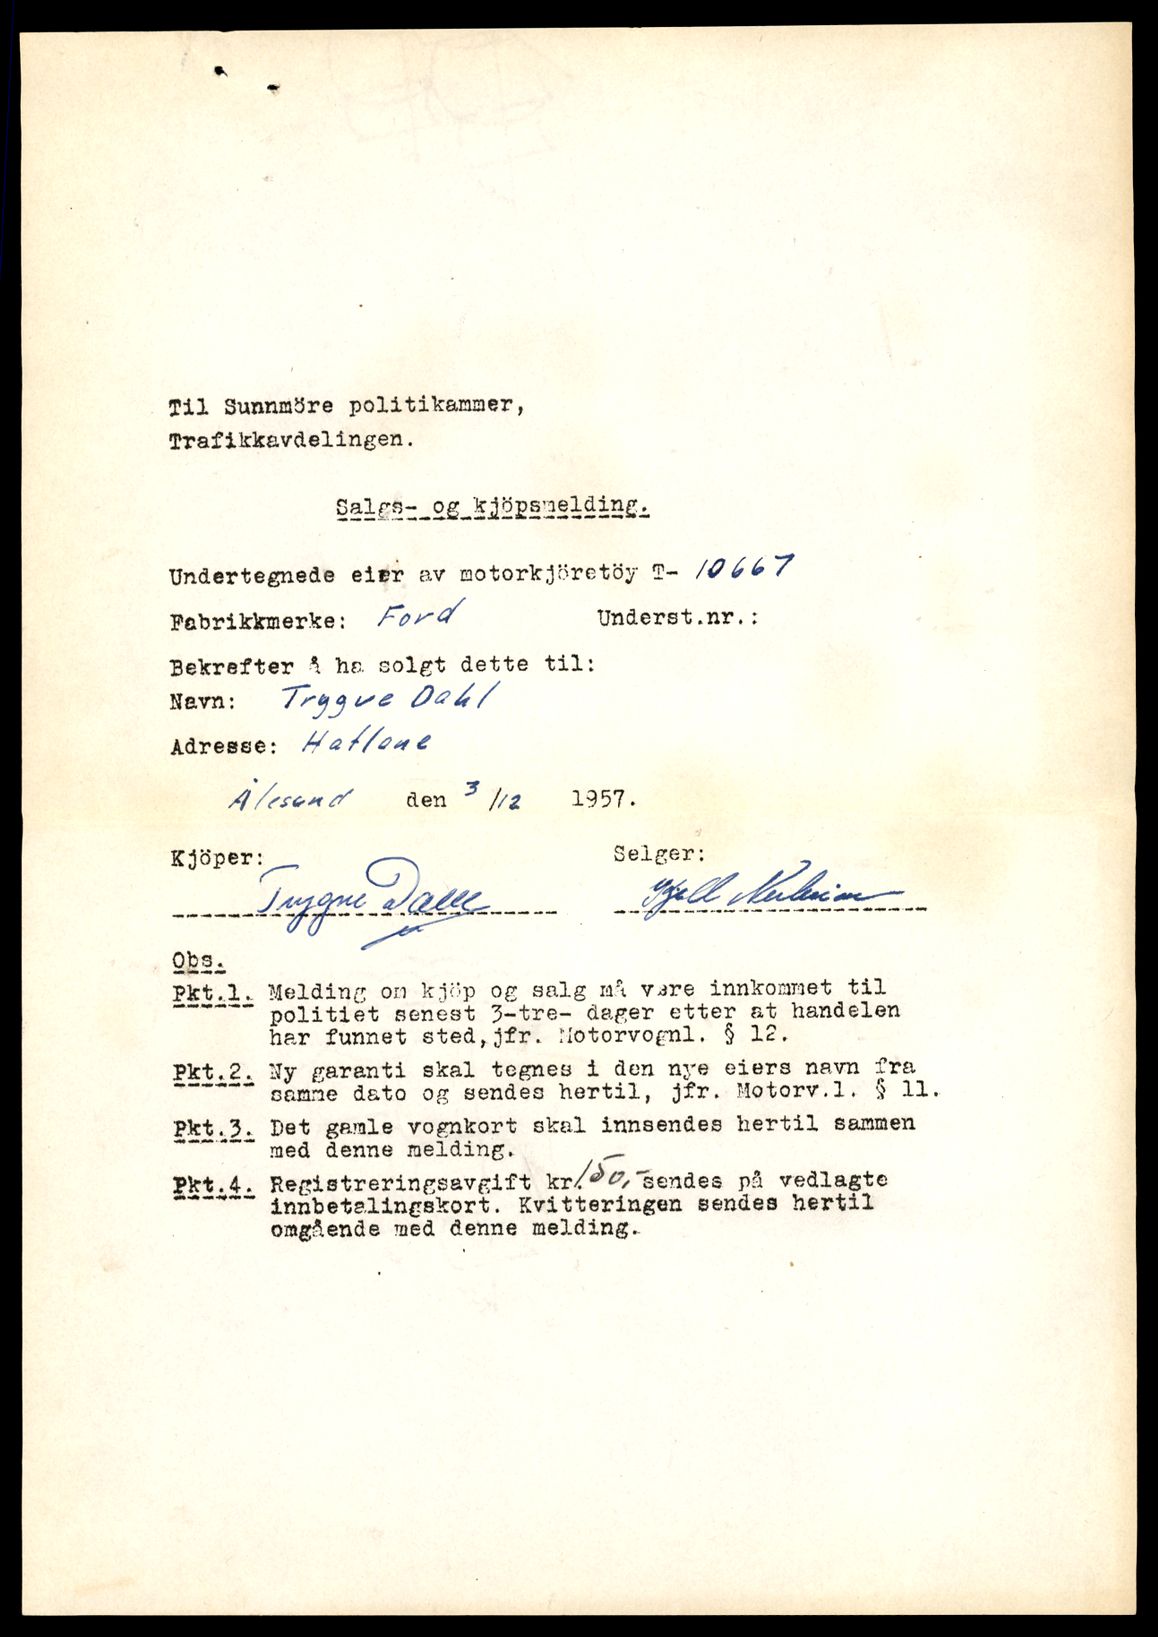 Til Sunnmöre politikammer,
Trafikkavdelingen.
Salgs- og kjöpsmelding.
Undertegnede eier av motorkjöretöy T- 10667
Fabrikkmerke: Ford Underst.nr.:
Bekrefter å ha solgt dette til:
Navn: Trygve Dahl
Adresse: Hatlane
Ålesund den 3/12 1957.
Kjöper: Selger:
Trygve Dahl Kjell
Obs.
Pkt.1. Melding om kjöp og salg må være innkommet til
politiet senest 3-tre- dager etter at handelen
har funnet sted, jfr. Motorvognl. § 12.
Pkt.2. Ny garanti skal tegnes i den nye eiers navn fra
samme dato og sendes hertil, jfr. Motorv.l. § 11.
Pkt.3. Det gamle vognkort skal innsendes hertil sammen
med denne melding.
Pkt.4. Registreringsavgift kr. 150,- sendes på vedlagte
innbetalingskort. Kvitteringen sendes hertil
omgående med denne melding.